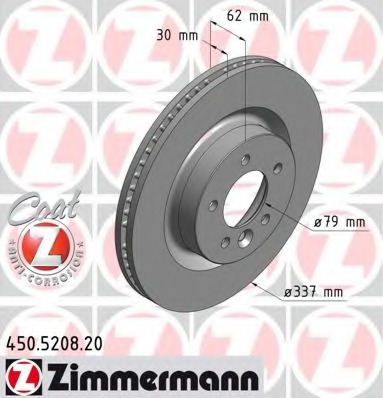 62 mm
30 mm
Coat
Z
ANTI-CORROSION
ø79 mm
ø337 mm
450.5208.20
Z Zimmermann